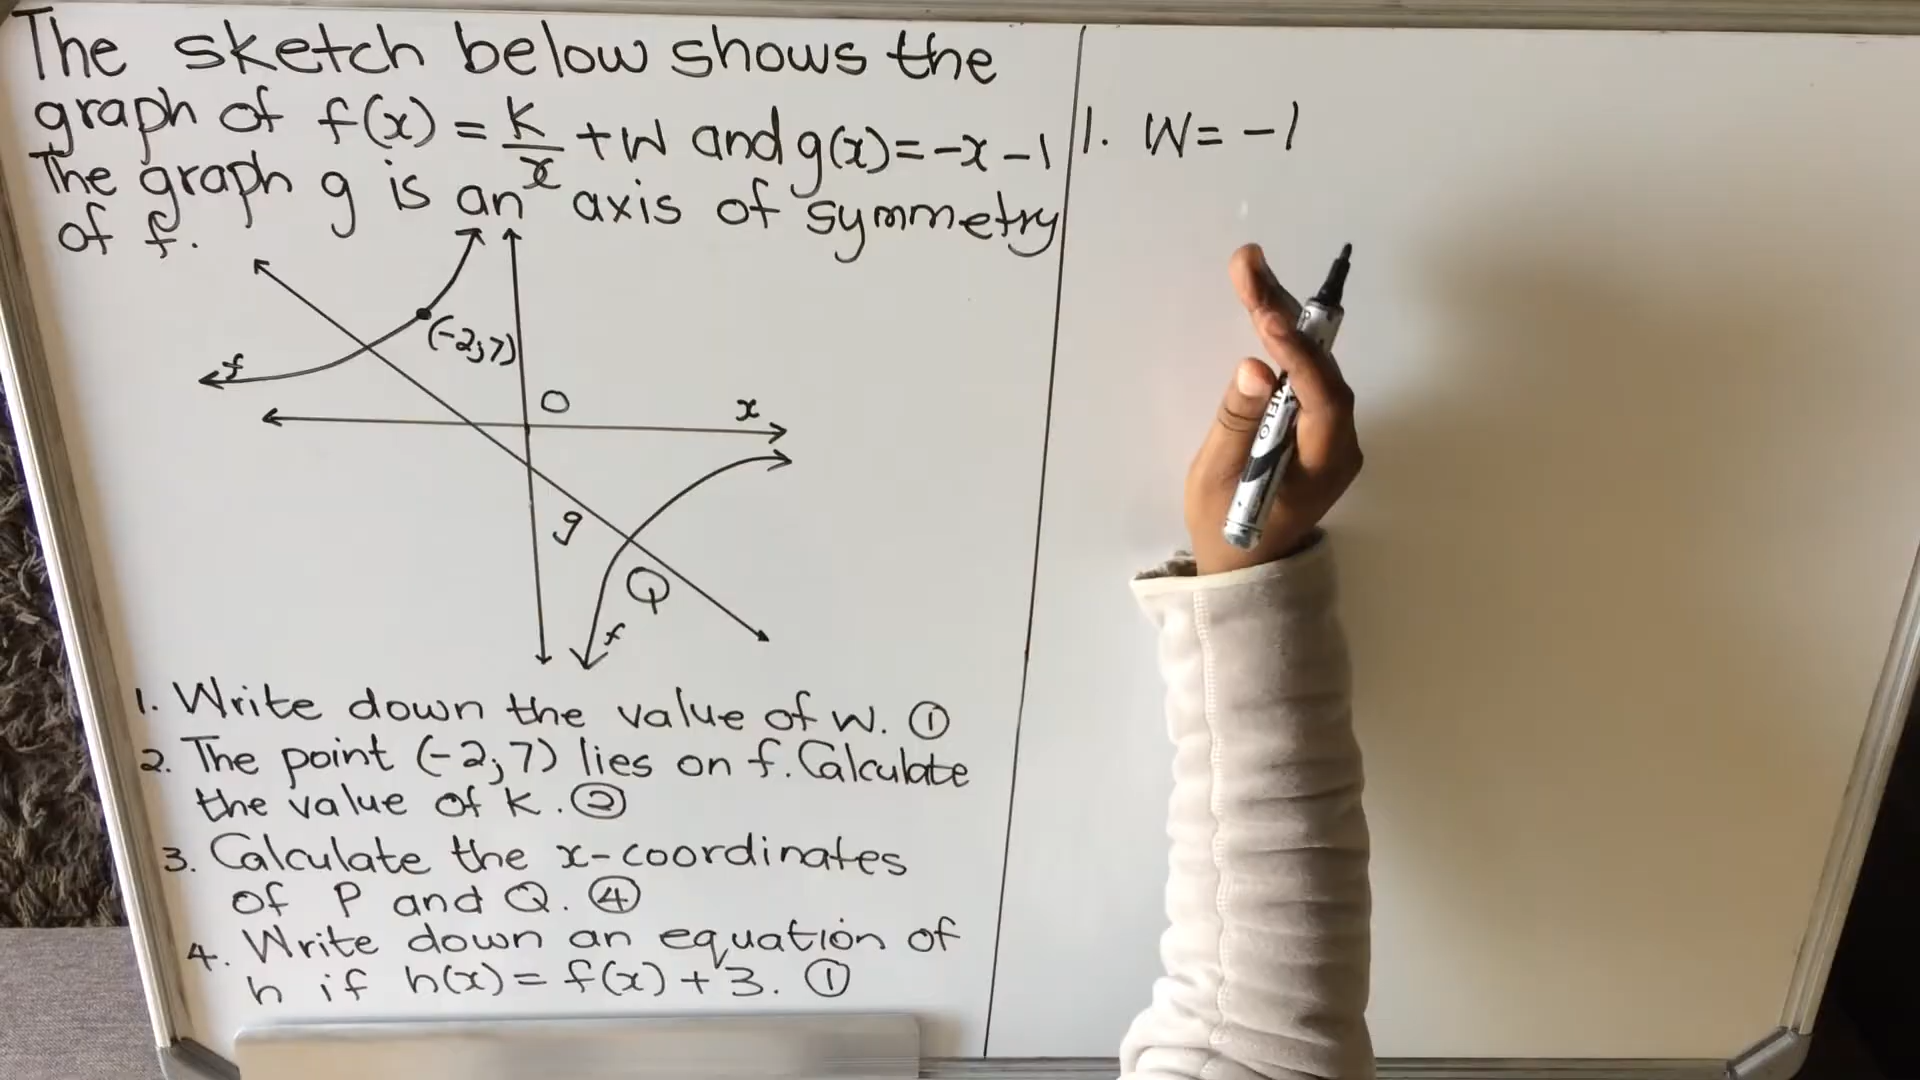 The sketch below shows the
graph of f(x) = K/x + W and g(x) = -x - 1
The graph g is an axis of symmetry
of f.
f
(-2;7)
O
x
g
Q
f
1. Write down the value of W. ①
2. The point (-2;7) lies on f. Calculate
the value of K. ②
3. Calculate the x-coordinates
of P and Q. ④
4. Write down an equation of
h if h(x) = f(x) + 3. ①
1. W = -1